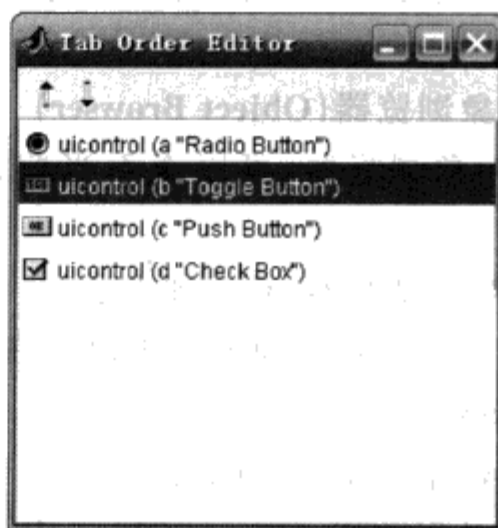 Tab Order Editor
uicontrol (a "Radio Button")
uicontrol (b "Toggle Button")
uicontrol (c "Push Button")
uicontrol (d "Check Box")